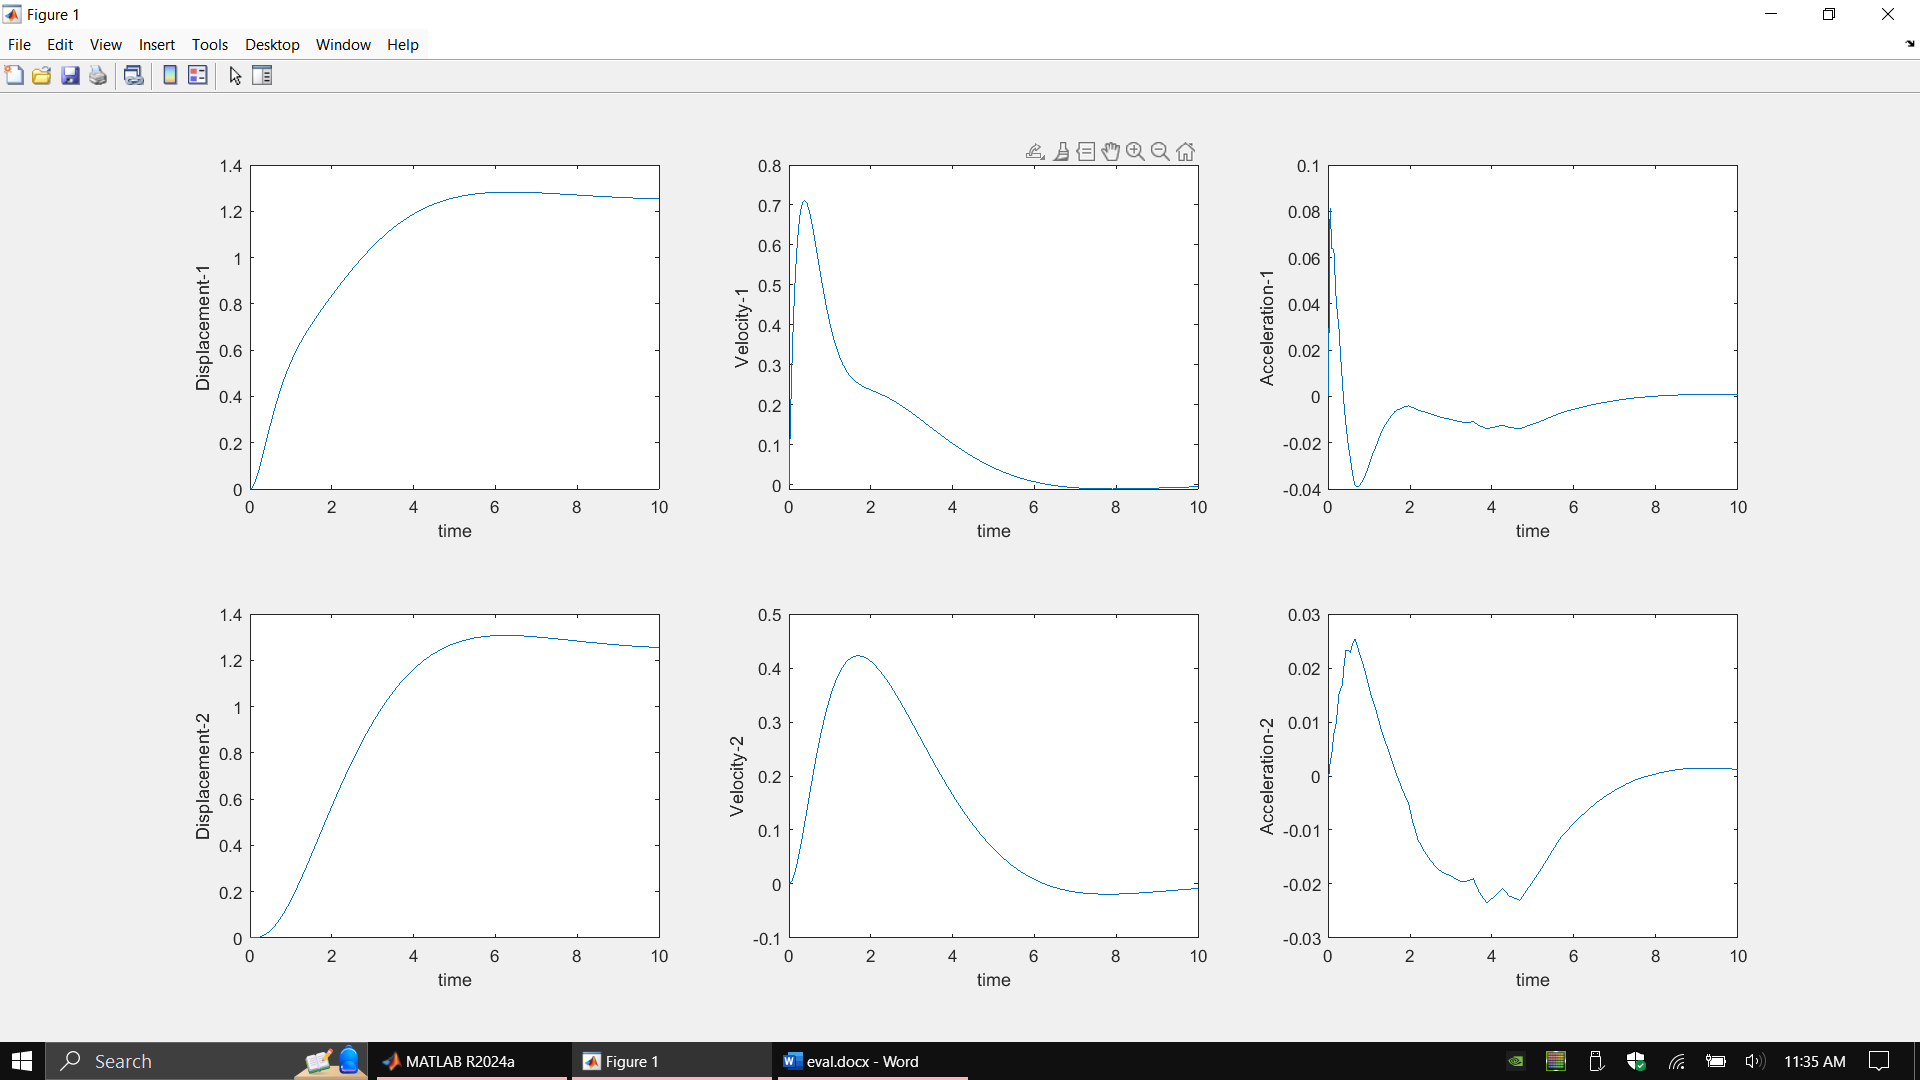 Figure 1
File Edit View Insert Tools Desktop Window Help
1.4
1.2
1
0.8
0.6
0.4
0.2
0
Displacement-1
0 2 4 6 8 10
time
0.8
0.7
0.6
0.5
0.4
0.3
0.2
0.1
0
Velocity-1
0 2 4 6 8 10
time
0.1
0.08
0.06
0.04
0.02
0
-0.02
-0.04
Acceleration-1
0 2 4 6 8 10
time
1.4
1.2
1
0.8
0.6
0.4
0.2
0
Displacement-2
0 2 4 6 8 10
time
0.5
0.4
0.3
0.2
0.1
0
-0.1
Velocity-2
0 2 4 6 8 10
time
0.03
0.02
0.01
0
-0.01
-0.02
-0.03
Acceleration-2
0 2 4 6 8 10
time
Search MATLAB R2024a Figure 1 eval.docx - Word 11:35 AM